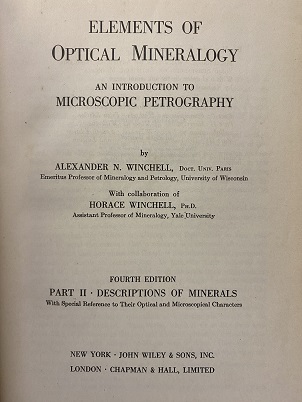 ELEMENTS OF
OPTICAL MINERALOGY
AN INTRODUCTION TO
MICROSCOPIC PETROGRAPHY
by
ALEXANDER N. WINCHELL, DOCT. UNIV. PARIS
Emeritus Professor of Mineralogy and Petrology, University of Wisconsin
With collaboration of
HORACE WINCHELL, PH.D.
Assistant Professor of Mineralogy, Yale University
FOURTH EDITION
PART II · DESCRIPTIONS OF MINERALS
With Special Reference to Their Optical and Microscopical Characters
NEW YORK · JOHN WILEY & SONS, INC.
LONDON · CHAPMAN & HALL, LIMITED